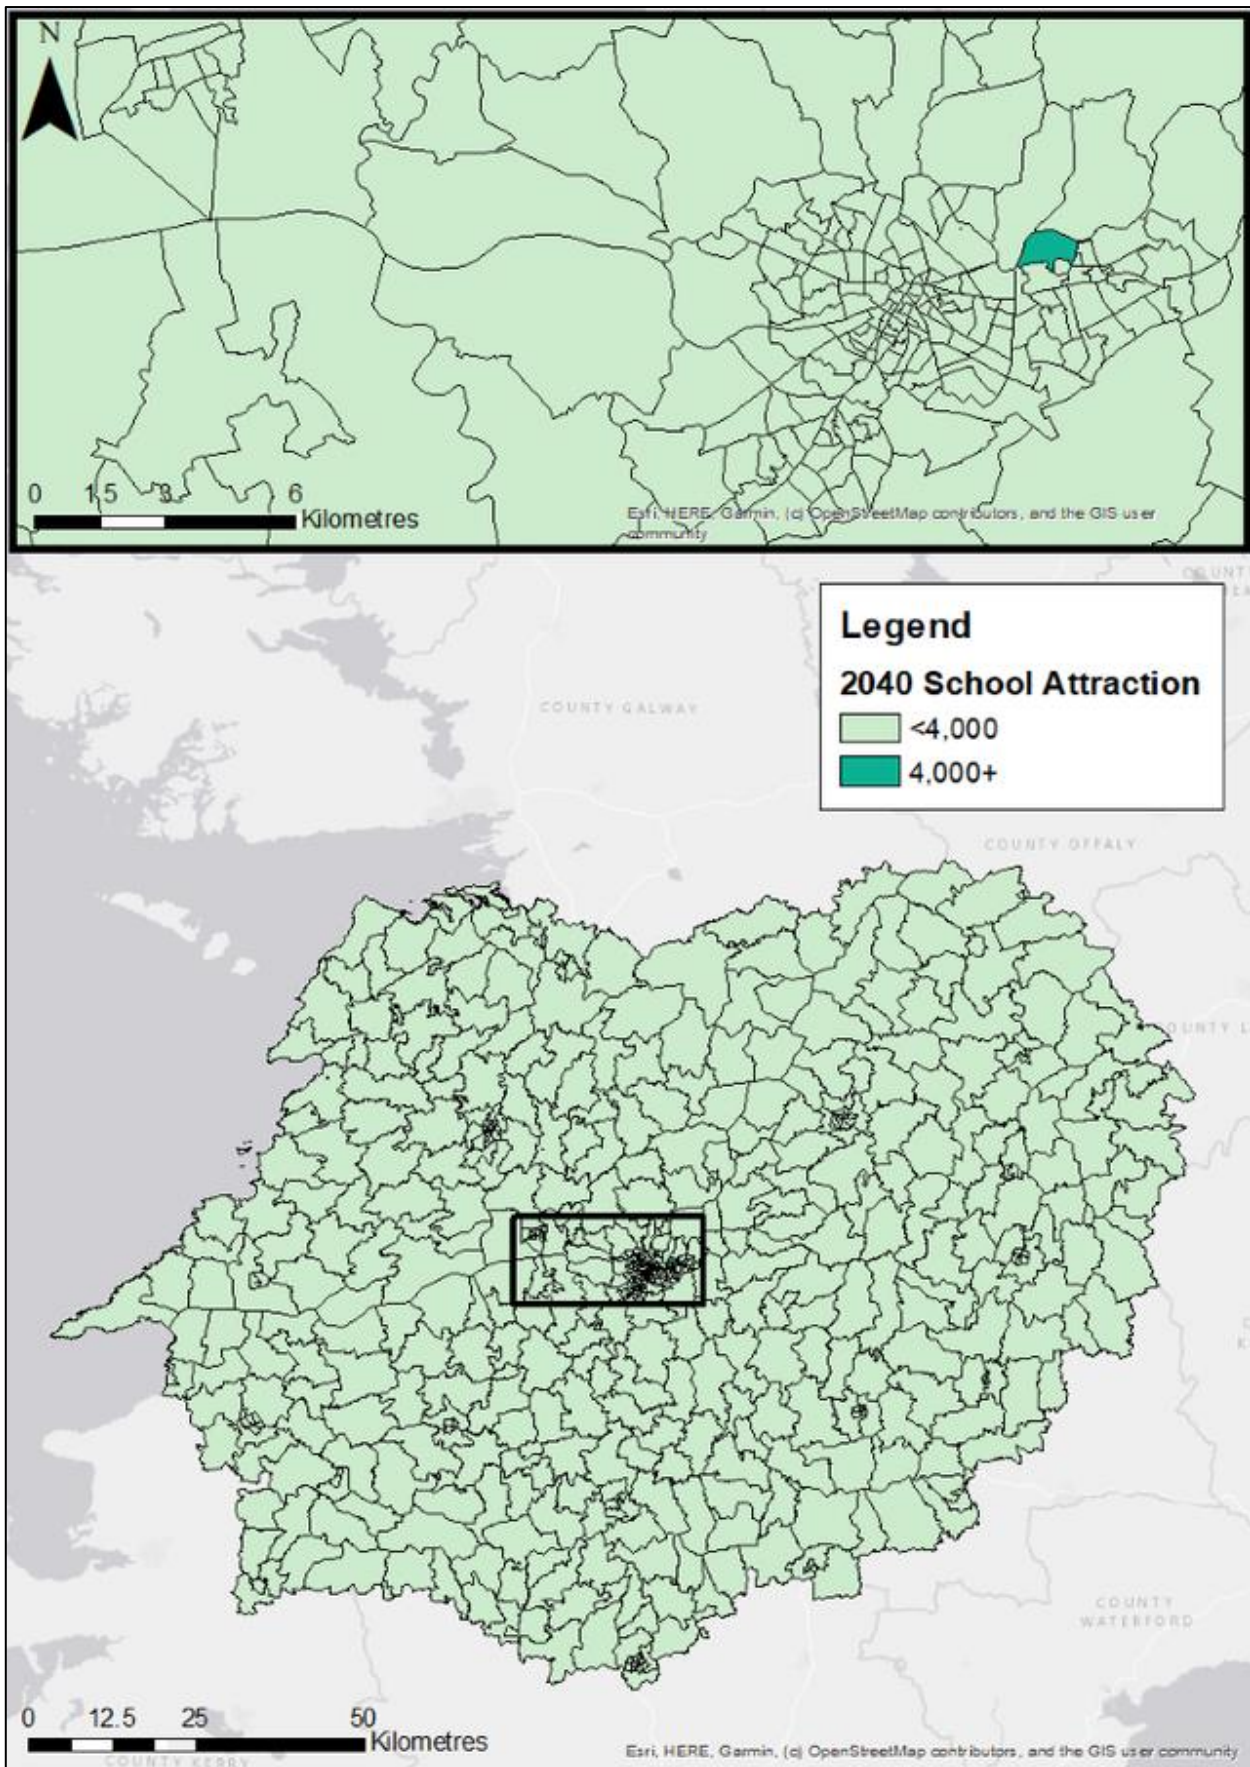 N
0 1.5 3 6
Kilometres
Esri, HERE, Garmin, (c) OpenStreetMap contributors, and the GIS user
community
Legend
2040 School Attraction
<4,000
4,000+
COUNTY GALWAY
COUNTY OFFALY
COUNTY L
COUNTY
WATERFORD
0 12.5 25 50
Kilometres
COUNTY KERRY
Esri, HERE, Garmin, (c) OpenStreetMap contributors, and the GIS user community